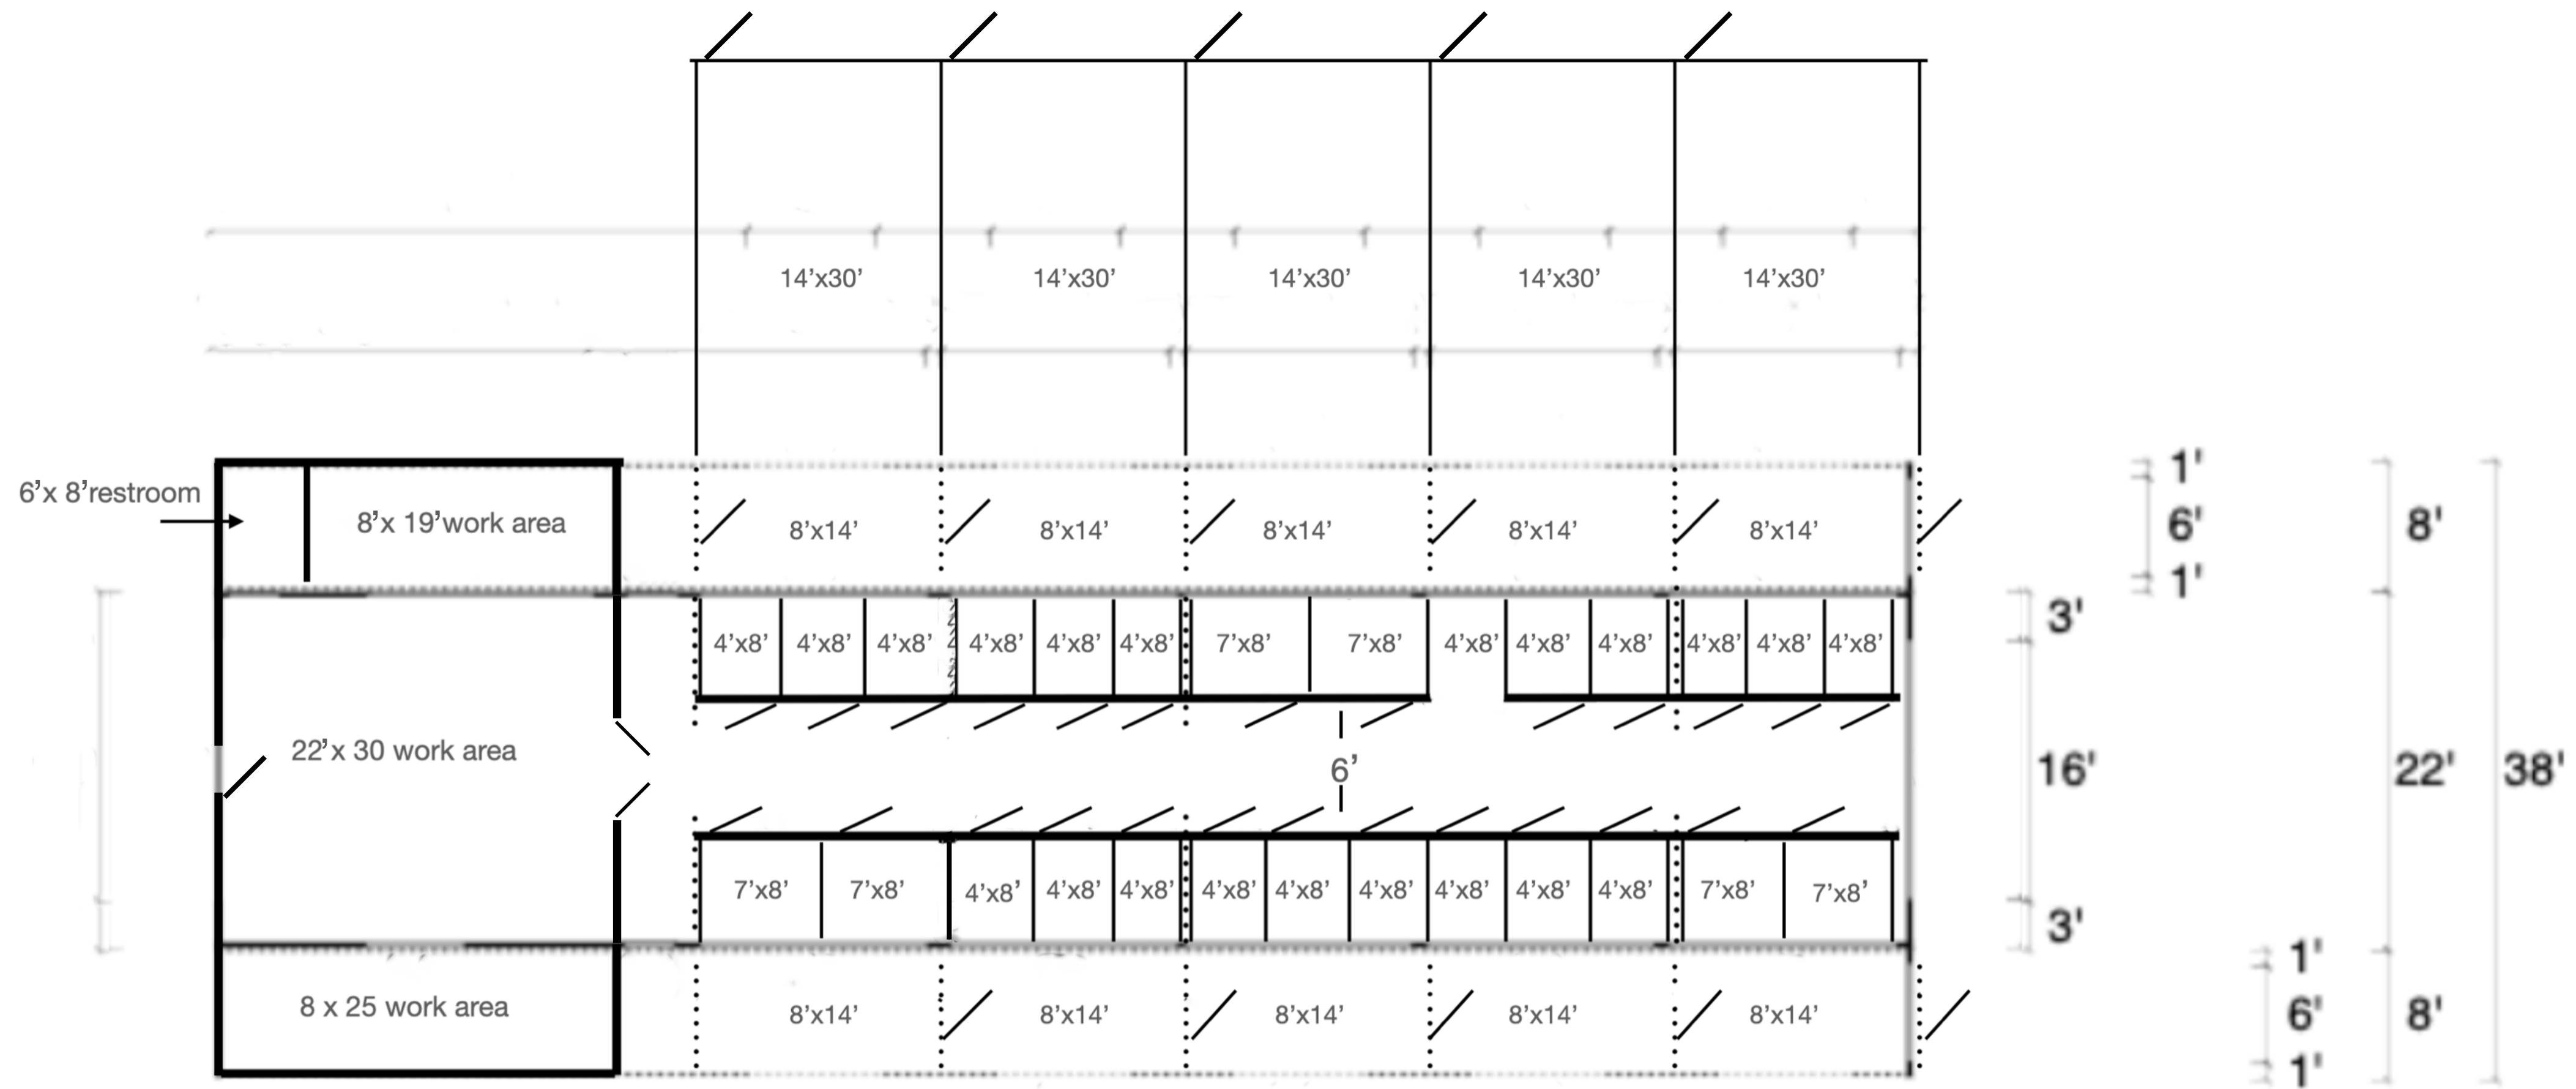 14’x30’ 14’x30’ 14’x30’ 14’x30’ 14’x30’
1'
6’x 8’restroom
8’x 19’work area
8’x14’ 8’x14’ 8’x14’ 8’x14’ 8’x14’
6'
8'
1'
3'
4’x8’ 4’x8’ 4’x8’ 4’x8’ 4’x8’ 4’x8’ 7’x8’ 7’x8’ 4’x8’ 4’x8’ 4’x8’ 4’x8’ 4’x8’ 4’x8’
22’x 30 work area
6’
16'
22'
38'
7’x8’ 7’x8’ 4’x8’ 4’x8’ 4’x8’ 4’x8’ 4’x8’ 4’x8’ 4’x8’ 4’x8’ 4’x8’ 7’x8’ 7’x8’
3'
1'
8 x 25 work area
8’x14’ 8’x14’ 8’x14’ 8’x14’ 8’x14’
6'
8'
1'